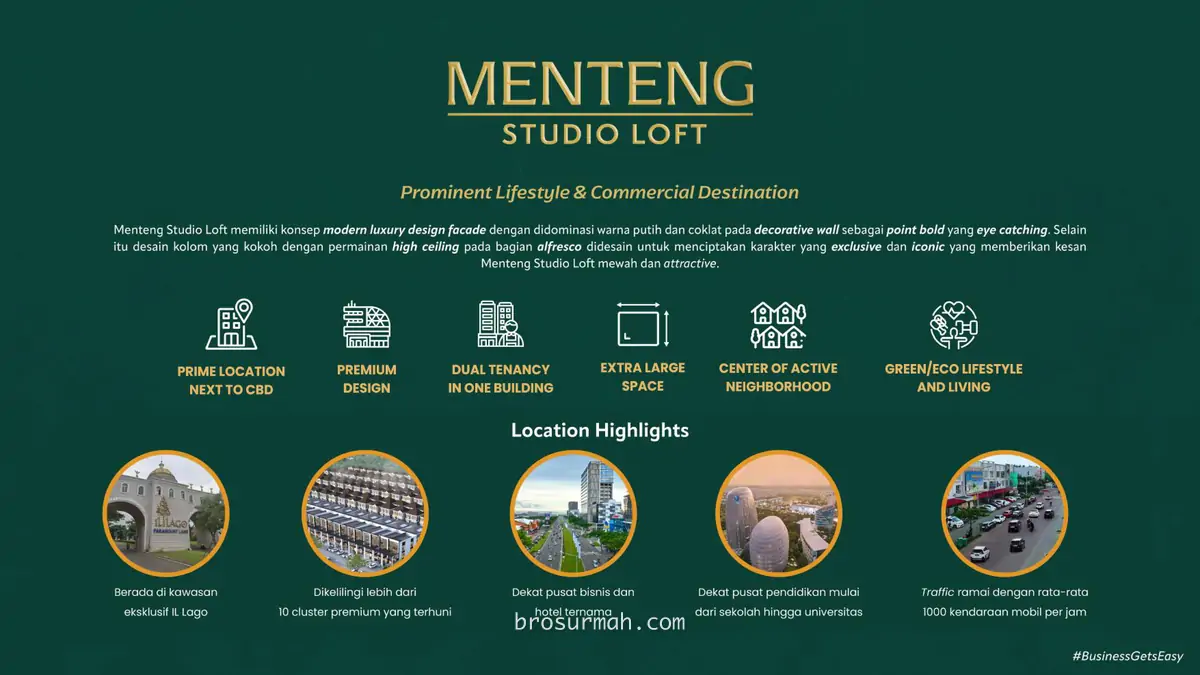 MENTENG
STUDIO LOFT
Prominent Lifestyle & Commercial Destination
Menteng Studio Loft memiliki konsep modern luxury design facade dengan didominasi warna putih dan coklat pada decorative wall sebagai point bold yang eye catching. Selain
itu desain kolom yang kokoh dengan permainan high ceiling pada bagian alfresco didesain untuk menciptakan karakter yang exclusive dan iconic yang memberikan kesan
Menteng Studio Loft mewah dan attractive.
PRIME LOCATION
NEXT TO CBD
PREMIUM
DESIGN
DUAL TENANCY
IN ONE BUILDING
EXTRA LARGE
SPACE
CENTER OF ACTIVE
NEIGHBORHOOD
GREEN/ECO LIFESTYLE
AND LIVING
Location Highlights
IL LAGO
Berada di kawasan
eksklusif IL Lago
Dikelilingi lebih dari
10 cluster premium yang terhuni
Dekat pusat bisnis dan
hotel ternama
Dekat pusat pendidikan mulai
dari sekolah hingga universitas
Traffic ramai dengan rata-rata
1000 kendaraan mobil per jam
brosurmah.com
#BusinessGetsEasy